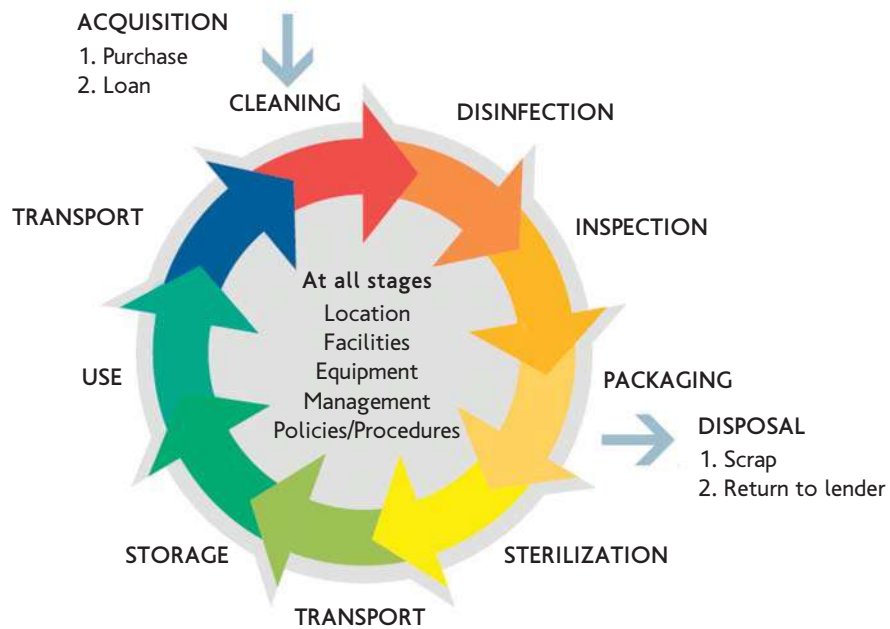 ACQUISITION
1. Purchase
2. Loan
CLEANING
DISINFECTION
TRANSPORT
INSPECTION
At all stages
Location
Facilities
Equipment
Management
Policies/Procedures
USE
PACKAGING
DISPOSAL
1. Scrap
2. Return to lender
STORAGE
STERILIZATION
TRANSPORT